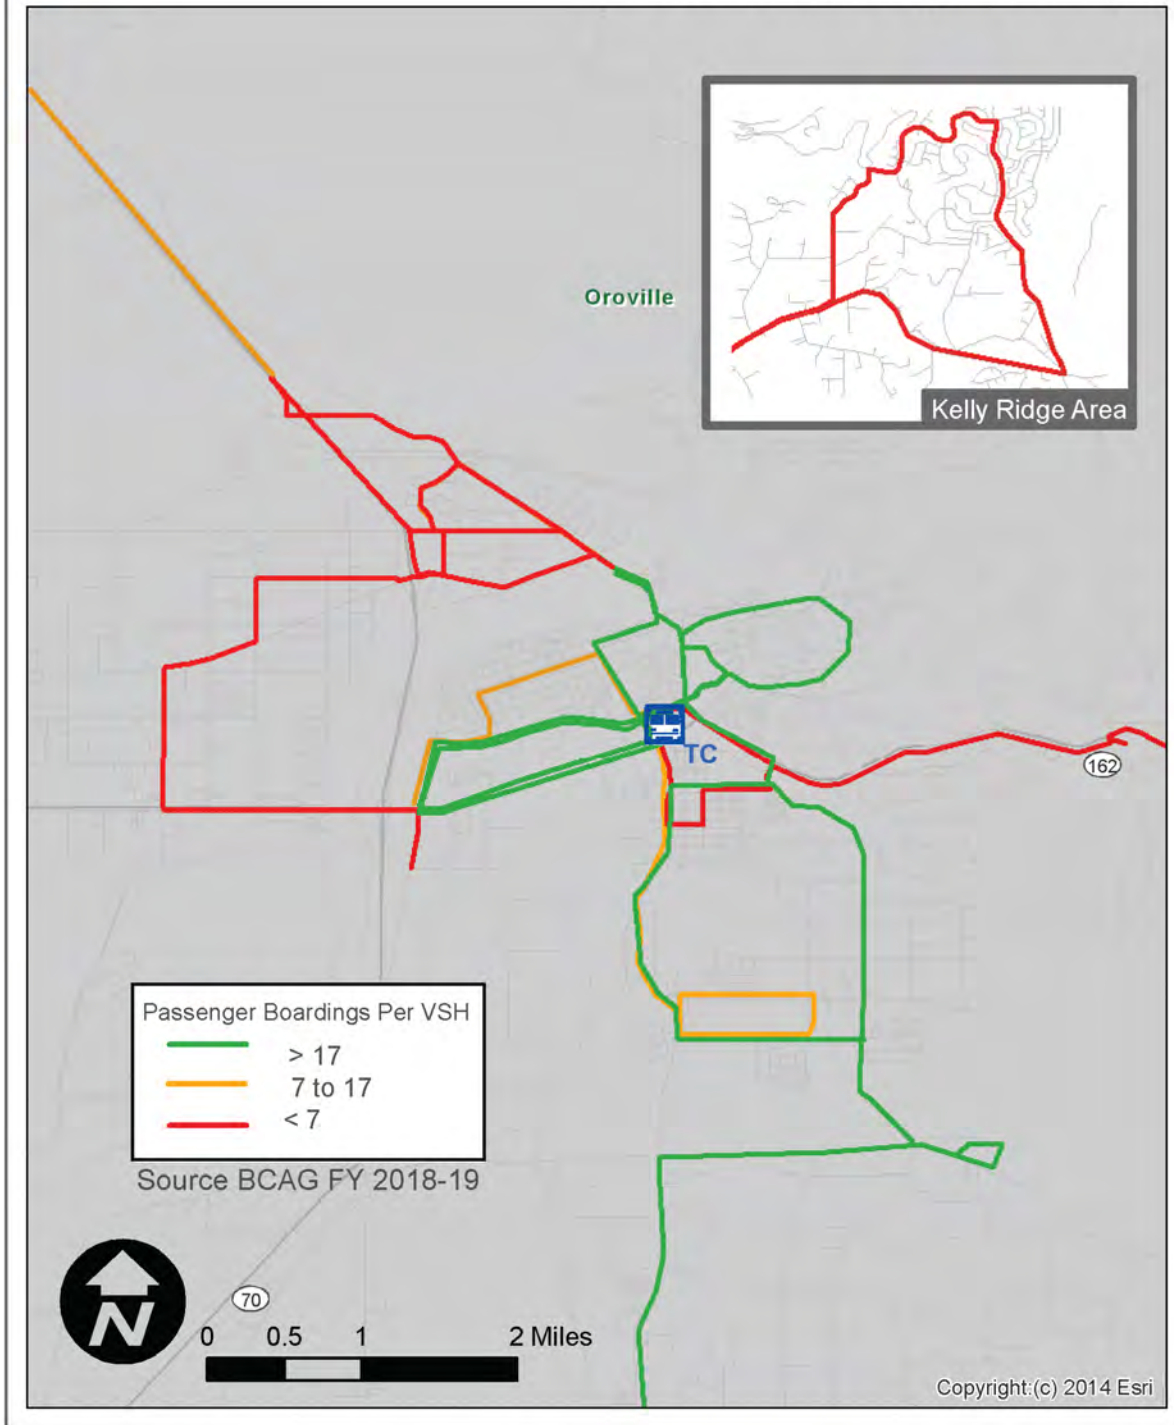 Oroville
Kelly Ridge Area
TC
162
Passenger Boardings Per VSH
> 17
7 to 17
< 7
Source BCAG FY 2018-19
70
N
0 0.5 1 2 Miles
Copyright:(c) 2014 Esri